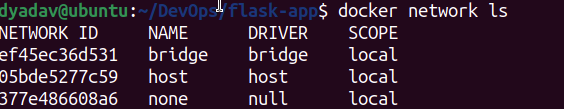 dyadav@ubuntu:~/DevOps/flask-app$ docker network ls
NETWORK ID NAME DRIVER SCOPE
ef45ec36d531 bridge bridge local
05bde5277c59 host host local
377e486608a6 none null local